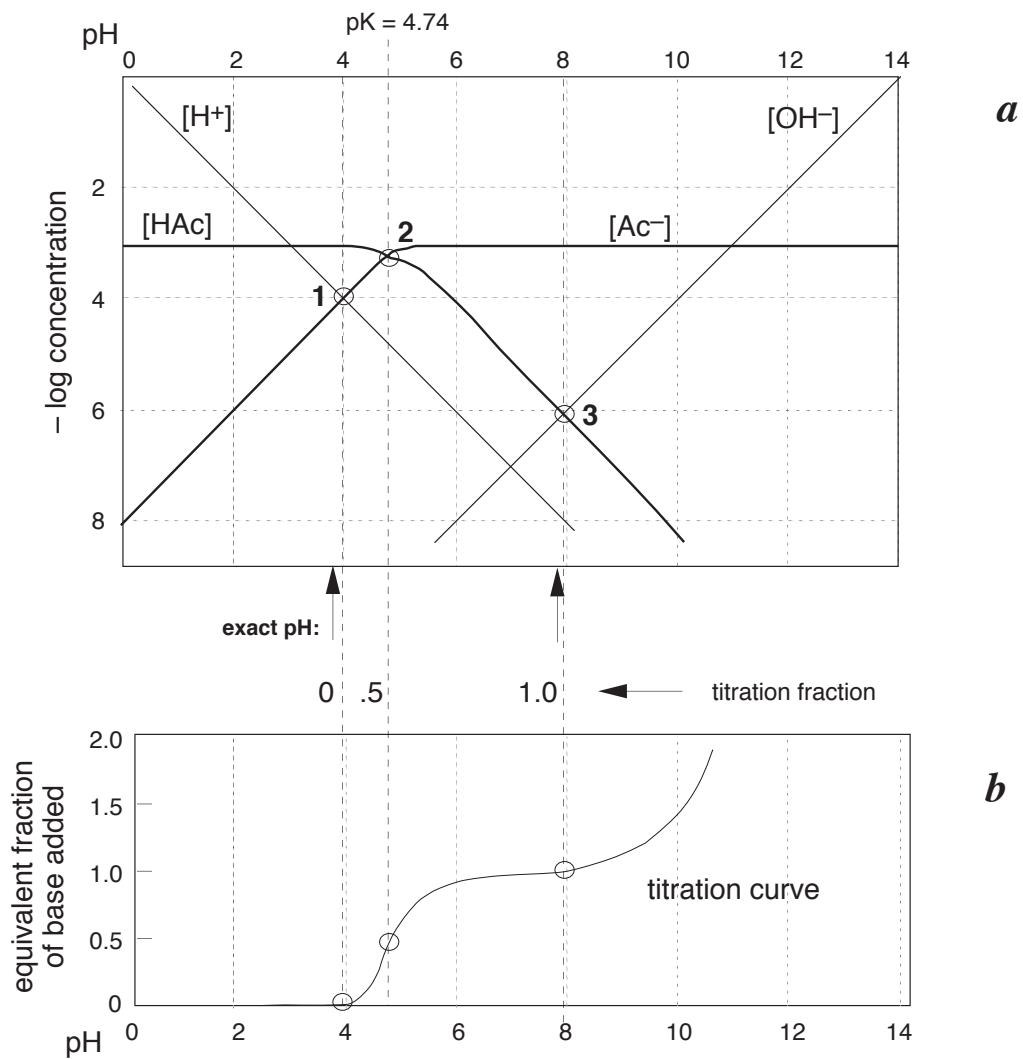 pK = 4.74
pH
0 2 4 6 8 10 12 14
a
[H+]
[OH–]
2
[HAc]
2
[Ac–]
– log concentration
1
4
6
3
8
exact pH:
0 .5 1.0
titration fraction
2.0
b
equivalent fraction
of base added
1.5
1.0
titration curve
0.5
0
0 2 4 6 8 10 12 14
pH